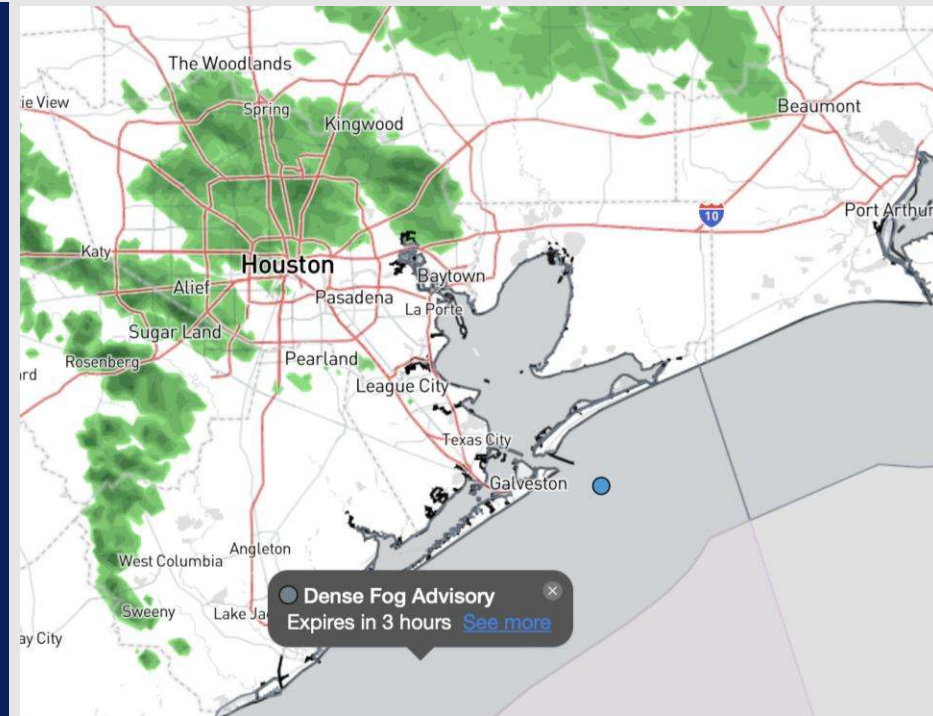 The Woodlands
ie View
Spring
Kingwood
Beaumont
10
Port Arthur
Katy
Houston
Baytown
Alief
Pasadena
La Porte
Sugar Land
Rosenberg
Pearland
ard
League City
Texas City
Galveston
Angleton
West Columbia
Dense Fog Advisory
Expires in 3 hours See more
Sweeny
Lake Ja
ay City